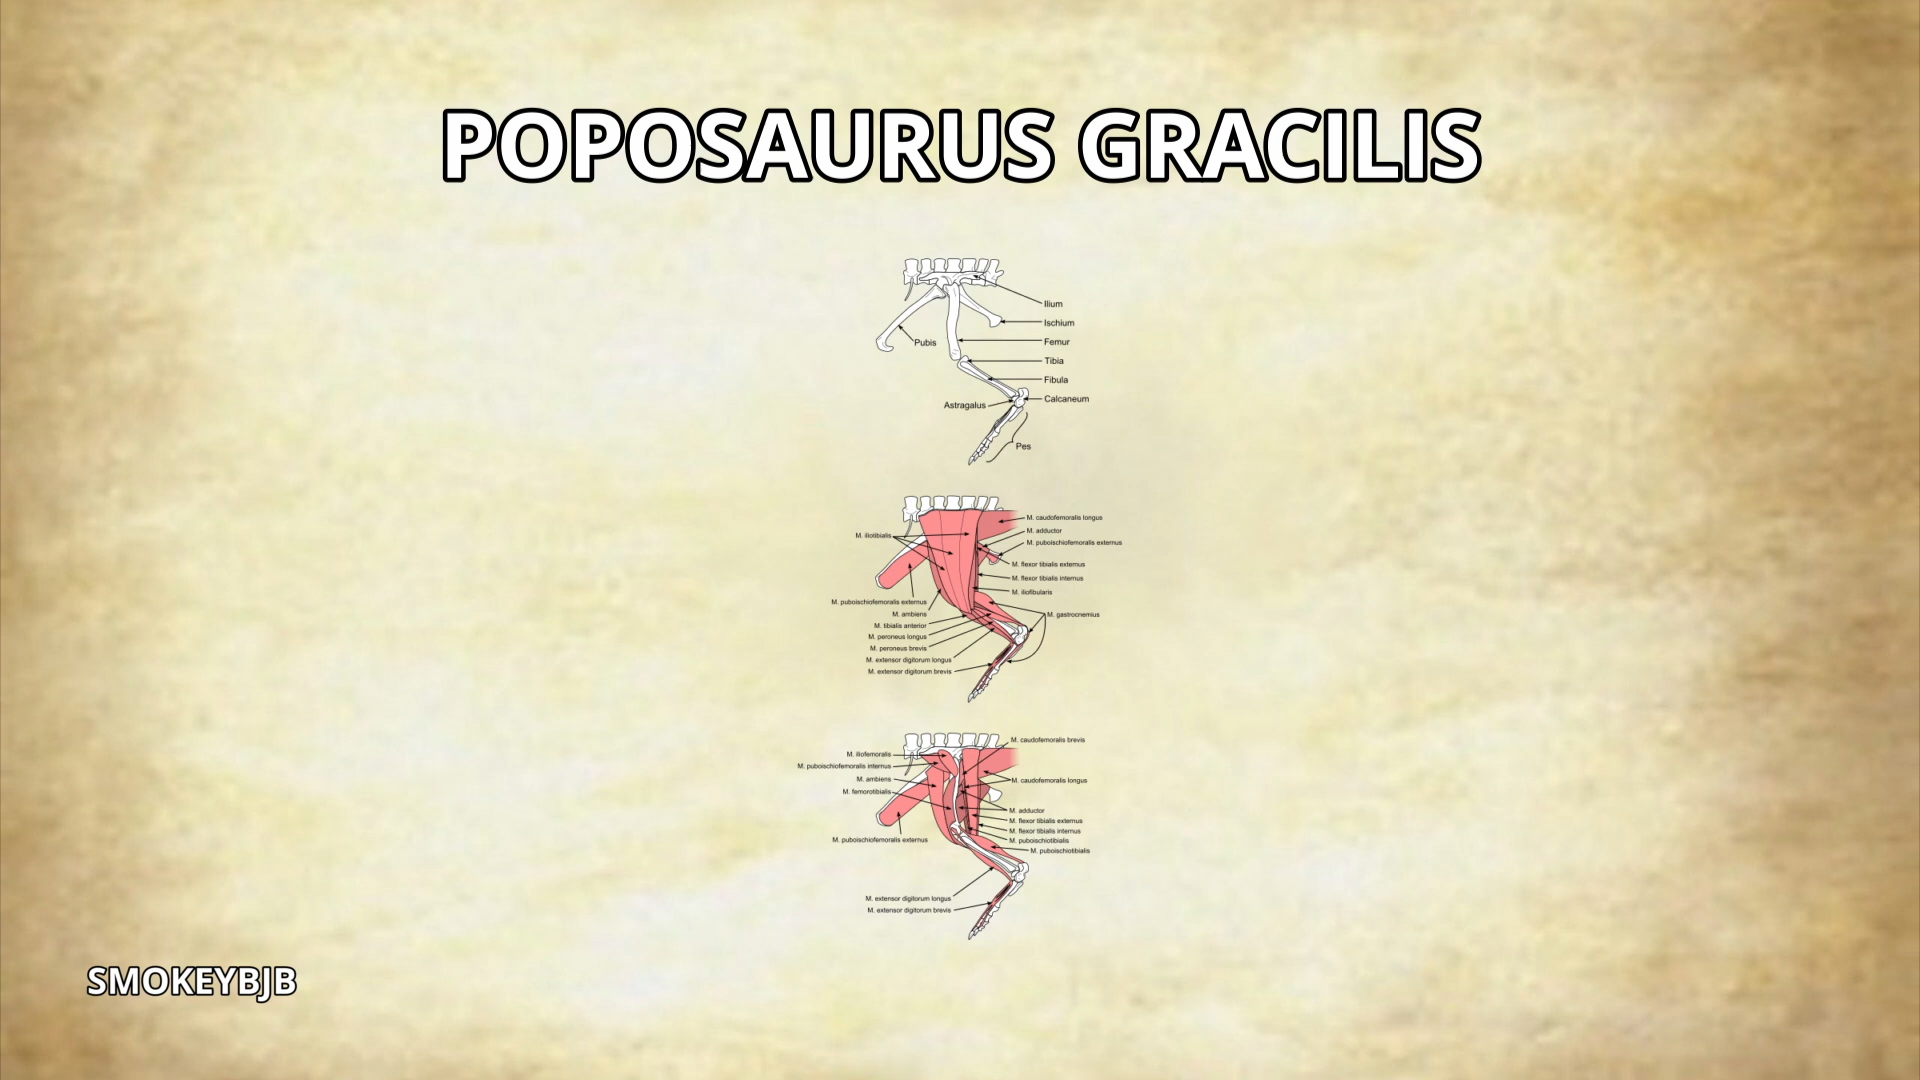 POPOSAURUS GRACILIS
Ilium
Ischium
Pubis
Femur
Tibia
Fibula
Calcaneum
Astragalus
Pes
M. caudofemoralis longus
M. adductor
M. iliotibialis
M. puboischiofemoralis externus
M. flexor tibialis externus
M. flexor tibialis internus
M. iliofibularis
M. puboischiofemoralis externus
M. ambiens
M. gastrocnemius
M. tibialis anterior
M. peroneus longus
M. peroneus brevis
M. extensor digitorum longus
M. extensor digitorum brevis
M. caudofemoralis brevis
M. iliofemoralis
M. puboischiofemoralis internus
M. ambiens
M. caudofemoralis longus
M. femorotibialis
M. adductor
M. flexor tibialis externus
M. flexor tibialis internus
M. puboischiofemoralis externus
M. puboischiotibialis
M. puboischiotibialis
M. extensor digitorum longus
M. extensor digitorum brevis
SMOKEYBJB